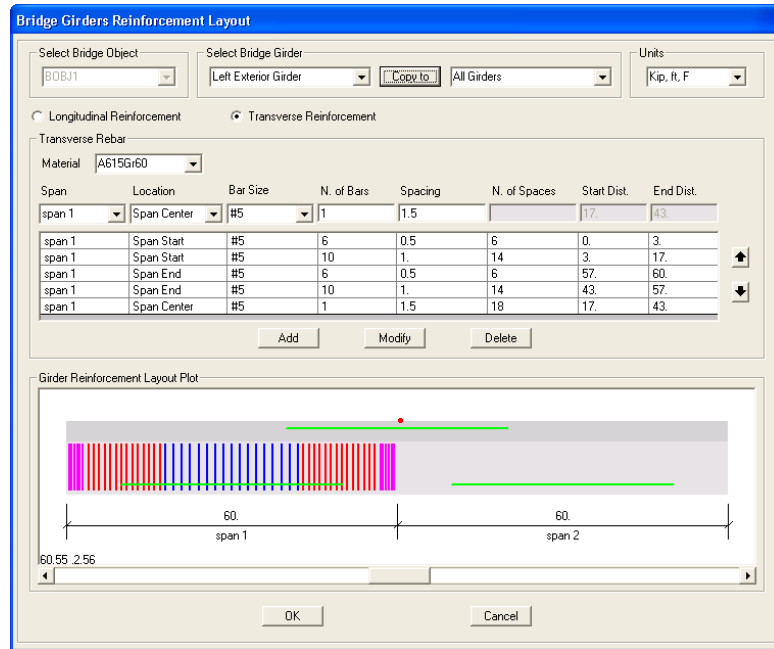 Bridge Girders Reinforcement Layout
Select Bridge Object Select Bridge Girder Units
BOBJ1 Left Exterior Girder Copy to All Girders Kip, ft, F
Longitudinal Reinforcement Transverse Reinforcement
Transverse Rebar
Material A615Gr60
Span Location Bar Size N. of Bars Spacing N. of Spaces Start Dist. End Dist.
span 1 Span Center #5 1 1.5 17. 43.
span 1 Span Start #5 6 0.5 6 0. 3.
span 1 Span Start #5 10 1. 14 3. 17.
span 1 Span End #5 6 0.5 6 57. 60.
span 1 Span End #5 10 1. 14 43. 57.
span 1 Span Center #5 1 1.5 18 17. 43.
Add Modify Delete
Girder Reinforcement Layout Plot
60. 60.
span 1 span 2
60.55 .2.56
OK Cancel